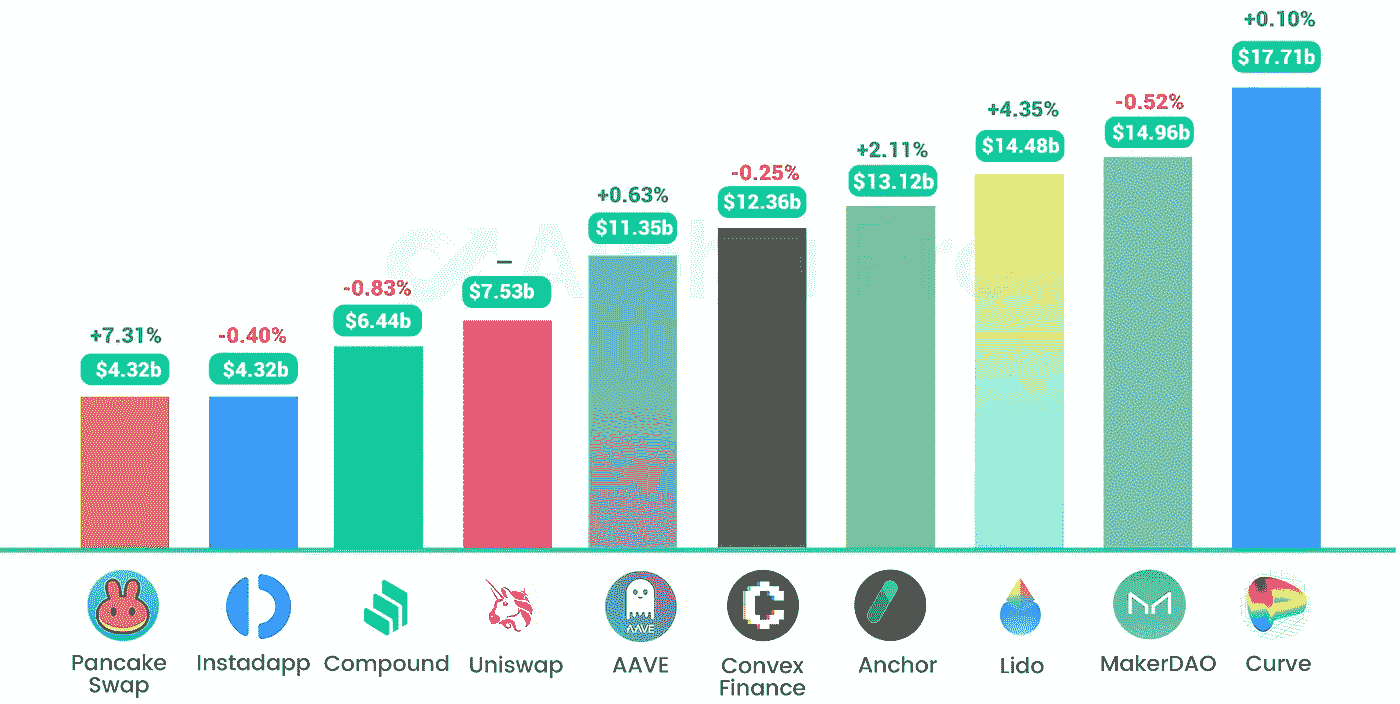 +0.10%
$17.71b
+4.35%
$14.48b
-0.52%
$14.96b
+2.11%
$13.12b
-0.25%
$12.36b
+0.63%
$11.35b
–
$7.53b
-0.83%
$6.44b
+7.31%
$4.32b
-0.40%
$4.32b
AAVE
Pancake
Swap
Instadapp
Compound
Uniswap
AAVE
Convex
Finance
Anchor
Lido
MakerDAO
Curve